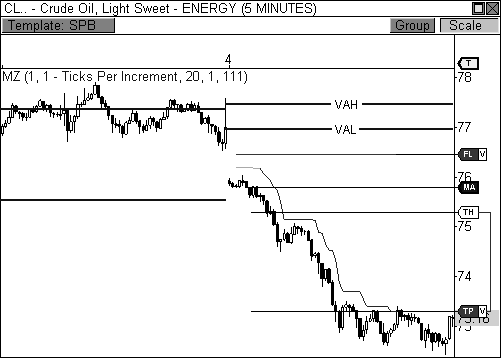 CL.. - Crude Oil, Light Sweet - ENERGY (5 MINUTES)
Template: SPB Group Scale
4 T
MZ (1, 1 - Ticks Per Increment, 20, 1, 111) 78
VAH
VAL 77
FL V
76
MA
TH
75
74
TP V
73